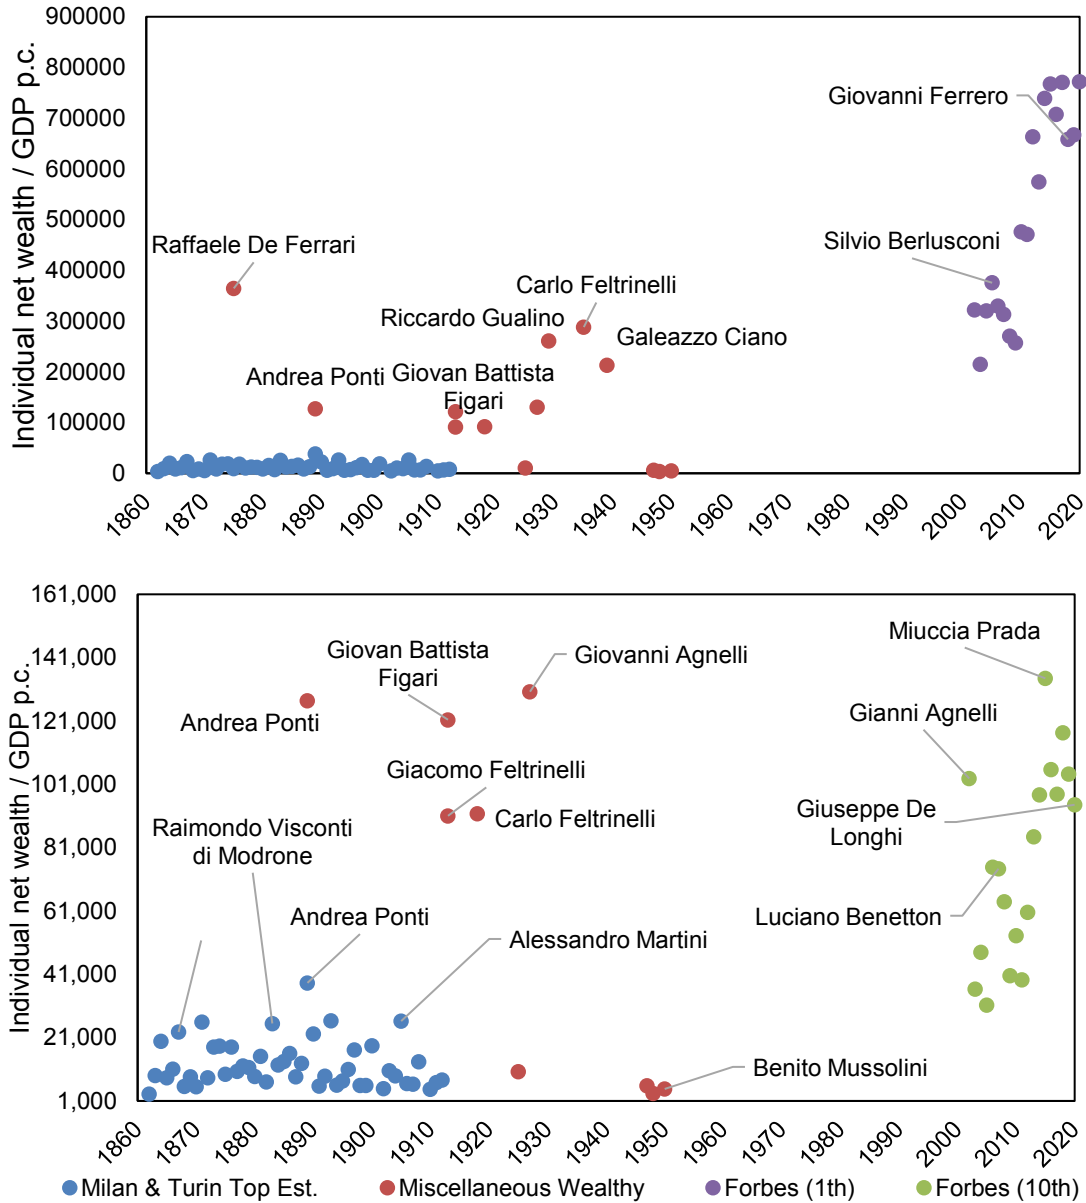 Individual net wealth / GDP p.c.
900000
800000
700000
600000
500000
400000
300000
200000
100000
0
Giovanni Ferrero
Silvio Berlusconi
Raffaele De Ferrari
Carlo Feltrinelli
Riccardo Gualino
Galeazzo Ciano
Andrea Ponti
Giovan Battista
Figari
1860
1870
1880
1890
1900
1910
1920
1930
1940
1950
1960
1970
1980
1990
2000
2010
2020
Individual net wealth / GDP p.c.
161,000
141,000
121,000
101,000
81,000
61,000
41,000
21,000
1,000
Miuccia Prada
Giovan Battista
Figari
Giovanni Agnelli
Andrea Ponti
Gianni Agnelli
Giacomo Feltrinelli
Carlo Feltrinelli
Giuseppe De
Longhi
Raimondo Visconti
di Modrone
Andrea Ponti
Luciano Benetton
Alessandro Martini
Benito Mussolini
1860
1870
1880
1890
1900
1910
1920
1930
1940
1950
1960
1970
1980
1990
2000
2010
2020
Milan & Turin Top Est.
Miscellaneous Wealthy
Forbes (1th)
Forbes (10th)